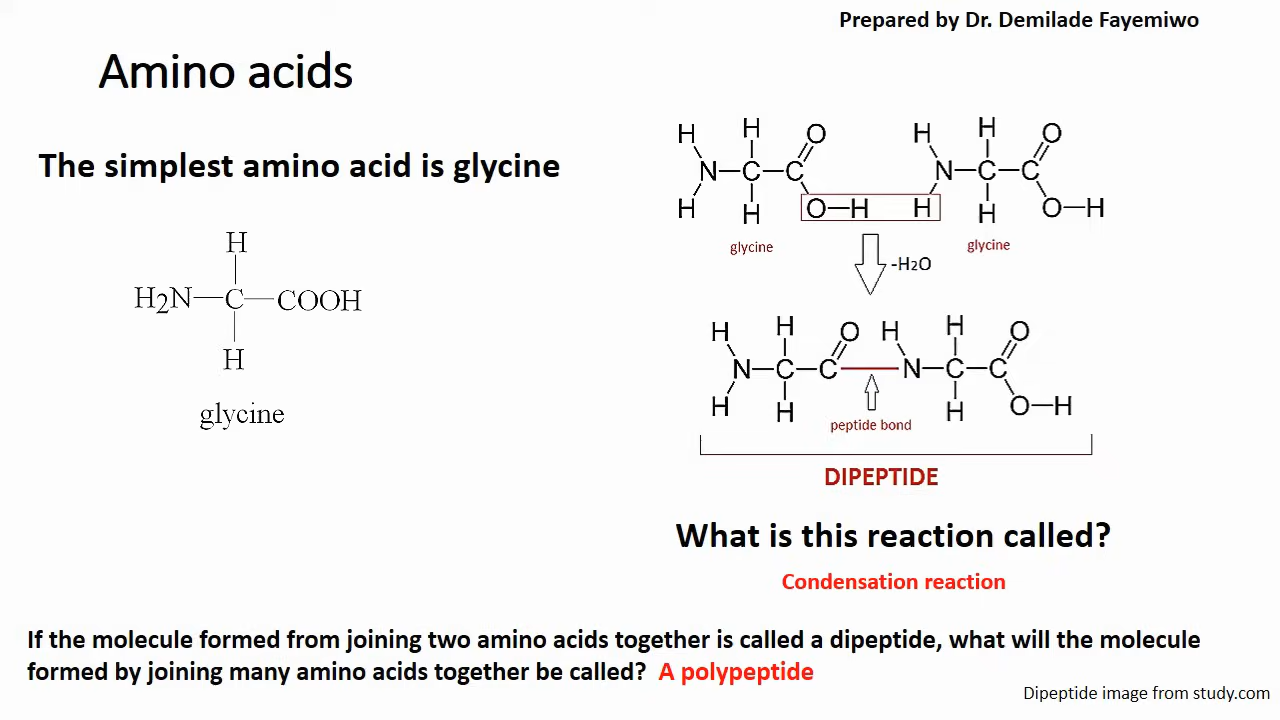 Prepared by Dr. Demilade Fayemiwo
Amino acids
The simplest amino acid is glycine
H
H2N—C—COOH
H
glycine
H H O H H O
N—C—C N—C—C
H H O—H H H O—H
glycine glycine
-H2O
H H O H H O
N—C—C—N—C—C
H H H O—H
peptide bond
DIPEPTIDE
What is this reaction called?
Condensation reaction
If the molecule formed from joining two amino acids together is called a dipeptide, what will the molecule
formed by joining many amino acids together be called? A polypeptide
Dipeptide image from study.com